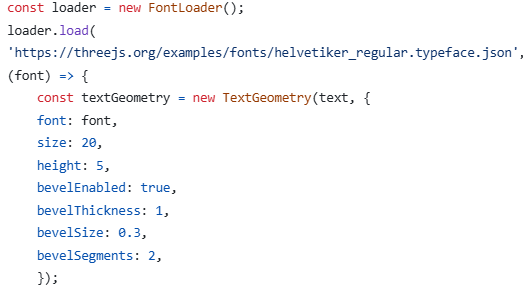 const loader = new FontLoader();
loader.load(
'https://threejs.org/examples/fonts/helvetiker_regular.typeface.json',
(font) => {
    const textGeometry = new TextGeometry(text, {
    font: font,
    size: 20,
    height: 5,
    bevelEnabled: true,
    bevelThickness: 1,
    bevelSize: 0.3,
    bevelSegments: 2,
    });